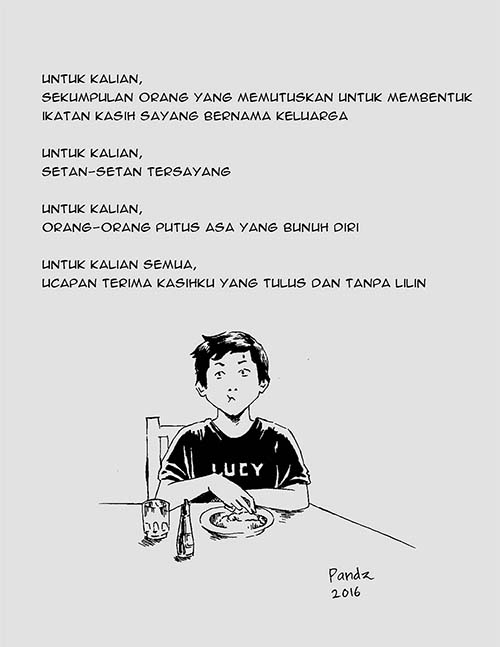 UNTUK KALIAN,
SEKUMPULAN ORANG YANG MEMUTUSKAN UNTUK MEMBENTUK
IKATAN KASIH SAYANG BERNAMA KELUARGA
UNTUK KALIAN,
SETAN-SETAN TERSAYANG
UNTUK KALIAN,
ORANG-ORANG PUTUS ASA YANG BUNUH DIRI
UNTUK KALIAN SEMUA,
UCAPAN TERIMA KASIHKU YANG TULUS DAN TANPA LILIN
LUCY
Pandz
2016